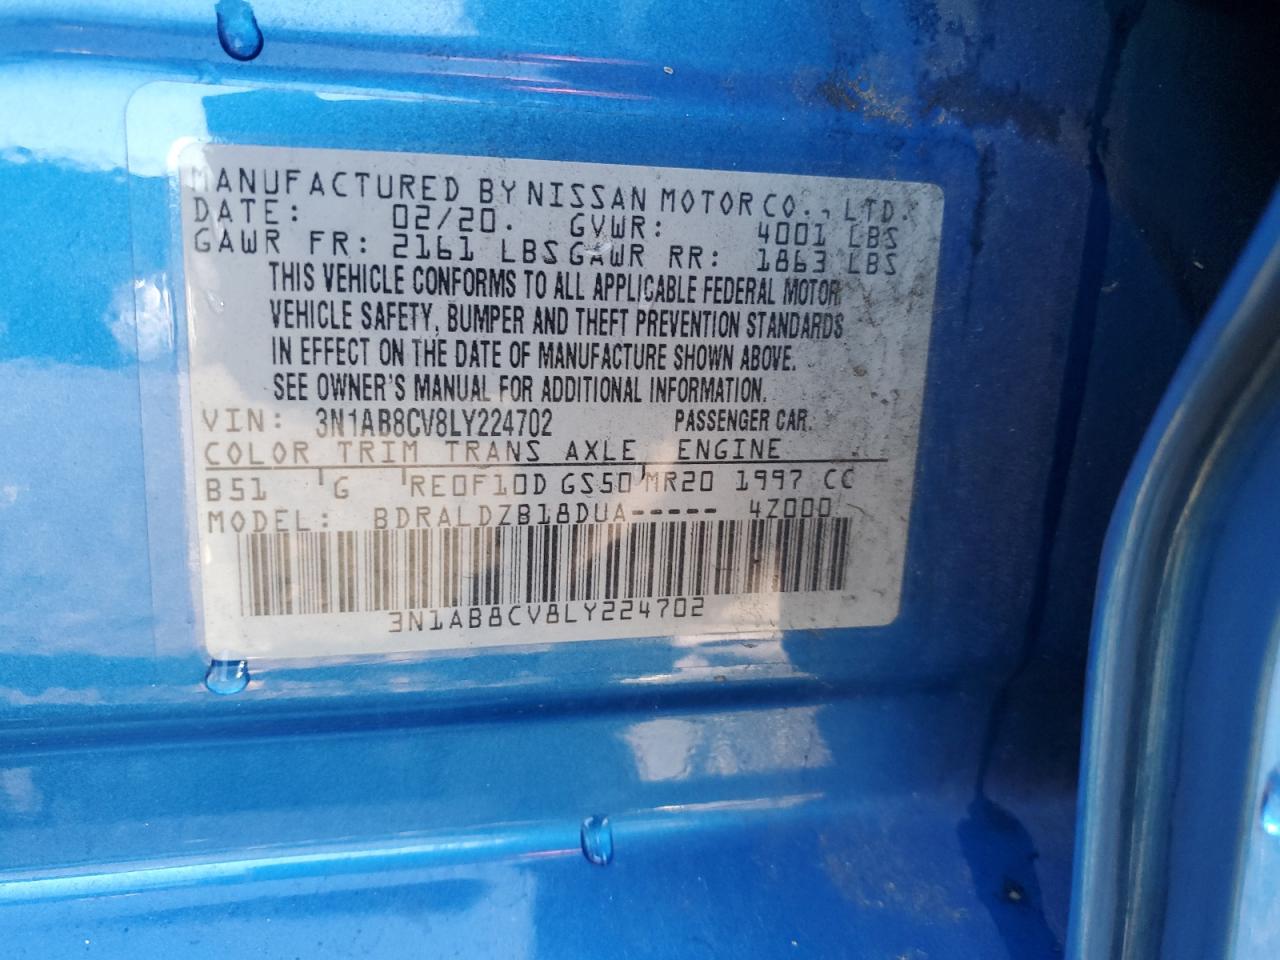 MANUFACTURED BY NISSAN MOTOR CO., LTD.
DATE: 02/20. GVWR: 4001 LBS
GAWR FR: 2161 LBS GAWR RR: 1863 LBS
THIS VEHICLE CONFORMS TO ALL APPLICABLE FEDERAL MOTOR
VEHICLE SAFETY, BUMPER AND THEFT PREVENTION STANDARDS
IN EFFECT ON THE DATE OF MANUFACTURE SHOWN ABOVE.
SEE OWNER'S MANUAL FOR ADDITIONAL INFORMATION.
VIN: 3N1AB8CV8LY224702 PASSENGER CAR.
COLOR TRIM TRANS AXLE ENGINE
B51 G RE0F10D GS50 MR20 1997 CC
MODEL: BDRALDZB18DUA----- 4Z000
3N1AB8CV8LY224702